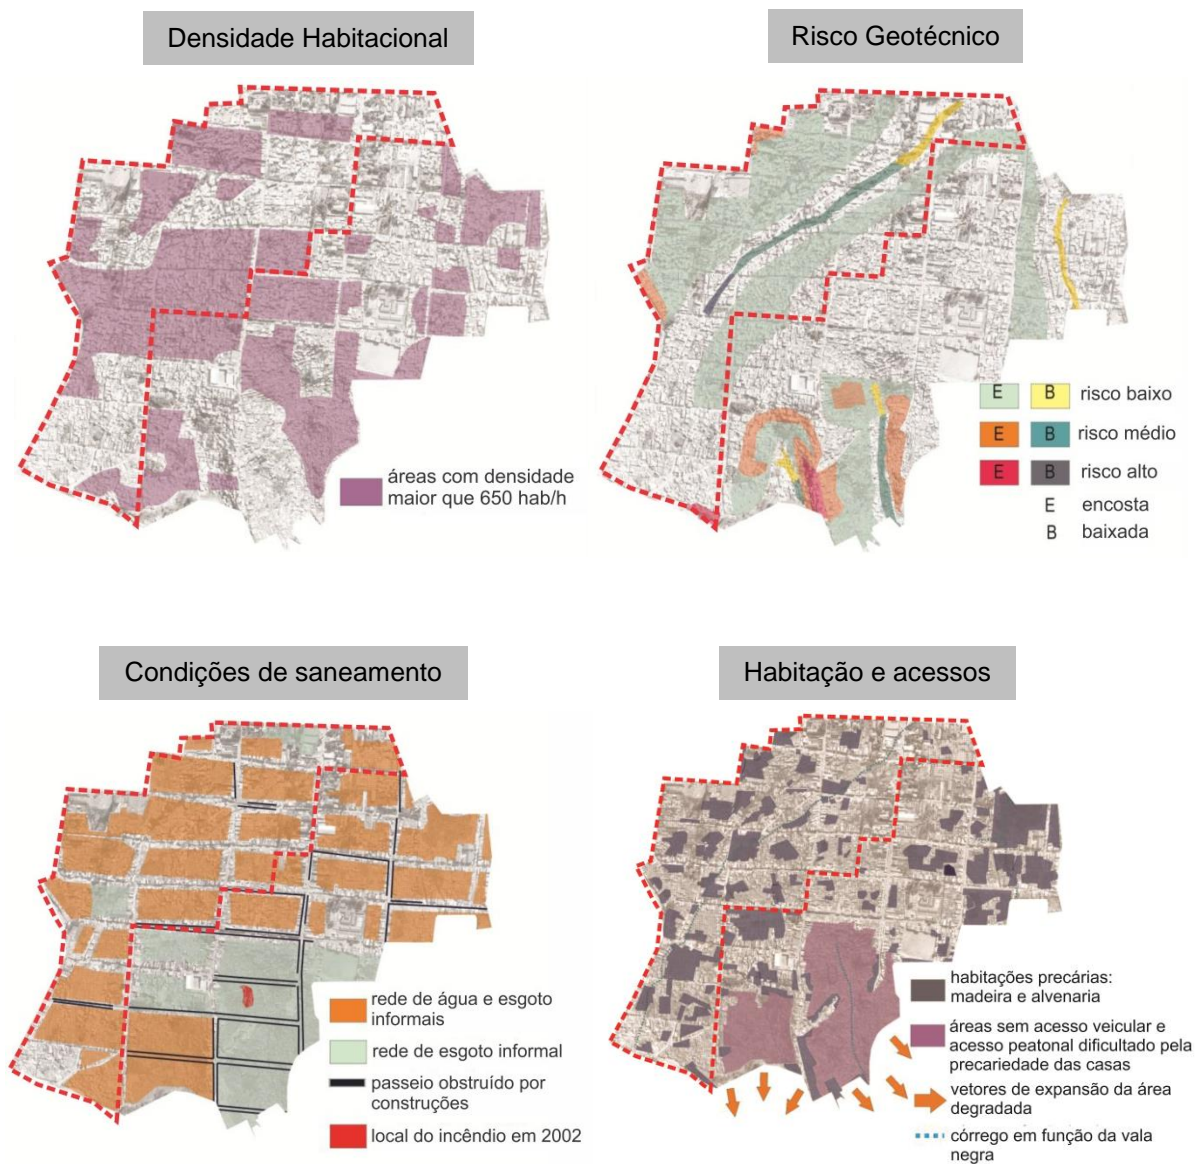 Densidade Habitacional
Risco Geotécnico
áreas com densidade
maior que 650 hab/h
E B risco baixo
E B risco médio
E B risco alto
E encosta
B baixada
Condições de saneamento
Habitação e acessos
rede de água e esgoto
informais
rede de esgoto informal
passeio obstruído por
construções
local do incêndio em 2002
habitações precárias:
madeira e alvenaria
áreas sem acesso veicular e
acesso peatonal dificultado pela
precariedade das casas
vetores de expansão da área
degradada
córrego em função da vala
negra